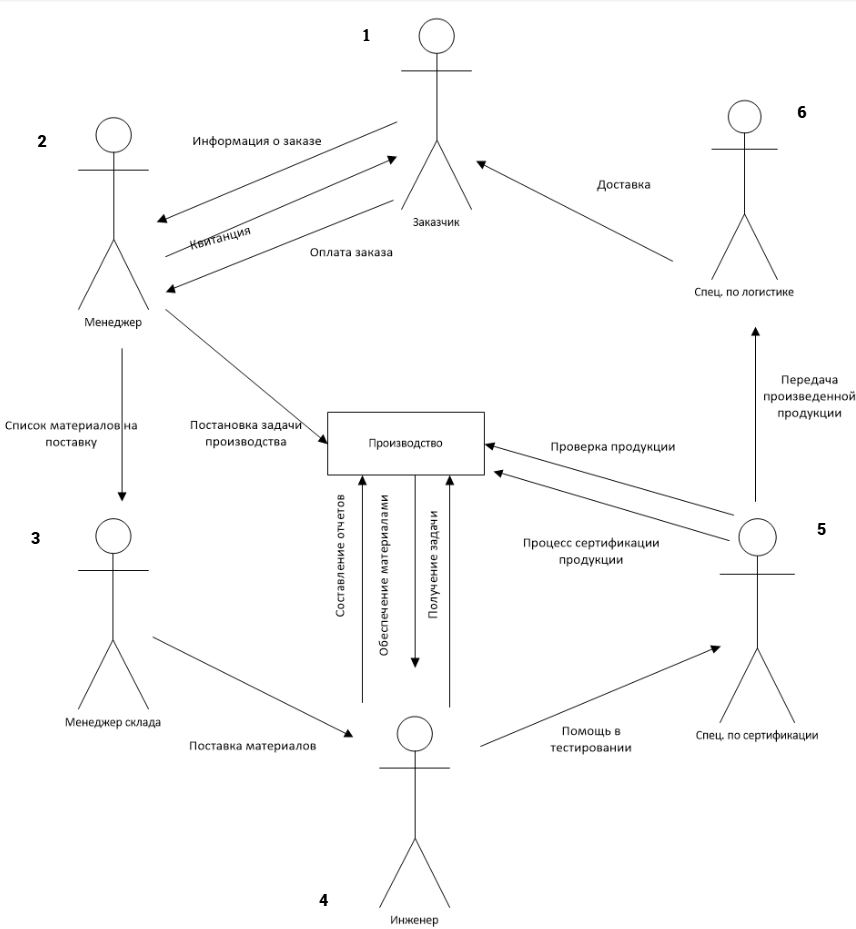 1
6
2
Информация о заказе
Доставка
Заказчик
Квитанция
Оплата заказа
Спец. по логистике
Менеджер
Передача
произведенной
продукции
Список материалов на
поставку
Постановка задачи
производства
Производство
Проверка продукции
Составление отчетов
Обеспечение материалами
Получение задачи
3
5
Процесс сертификации
продукции
Менеджер склада
Поставка материалов
Помощь в
тестировании
Спец. по сертификации
4
Инженер